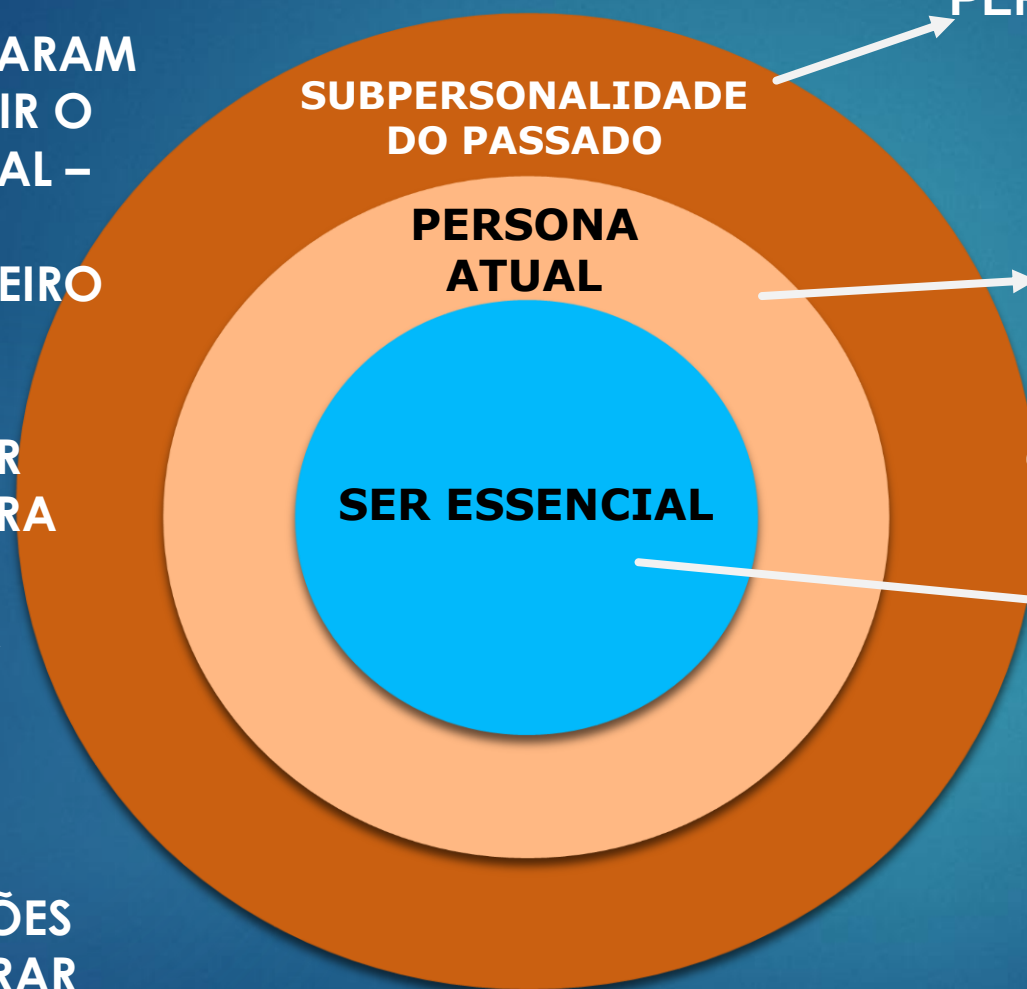 ARAM
IR O
AL –
EIRO
R
RA
ÕES
RAR
SUBPERSONALIDADE
DO PASSADO
PERSONA
ATUAL
SER ESSENCIAL